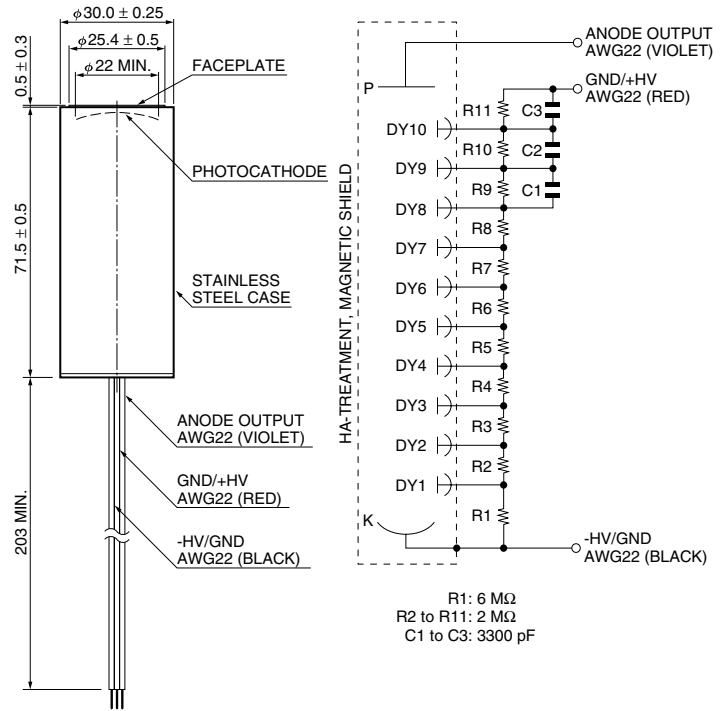 φ30.0 ± 0.25
φ25.4 ± 0.5
φ22 MIN.
0.5 ± 0.3
FACEPLATE
PHOTOCATHODE
71.5 ± 0.5
STAINLESS
STEEL CASE
ANODE OUTPUT
AWG22 (VIOLET)
GND/+HV
AWG22 (RED)
203 MIN.
-HV/GND
AWG22 (BLACK)
HA-TREATMENT, MAGNETIC SHIELD
ANODE OUTPUT
AWG22 (VIOLET)
GND/+HV
AWG22 (RED)
P
R11
C3
DY10
R10
C2
DY9
R9
C1
DY8
R8
DY7
R7
DY6
R6
DY5
R5
DY4
R4
DY3
R3
DY2
R2
DY1
R1
K
-HV/GND
AWG22 (BLACK)
R1: 6 MΩ
R2 to R11: 2 MΩ
C1 to C3: 3300 pF